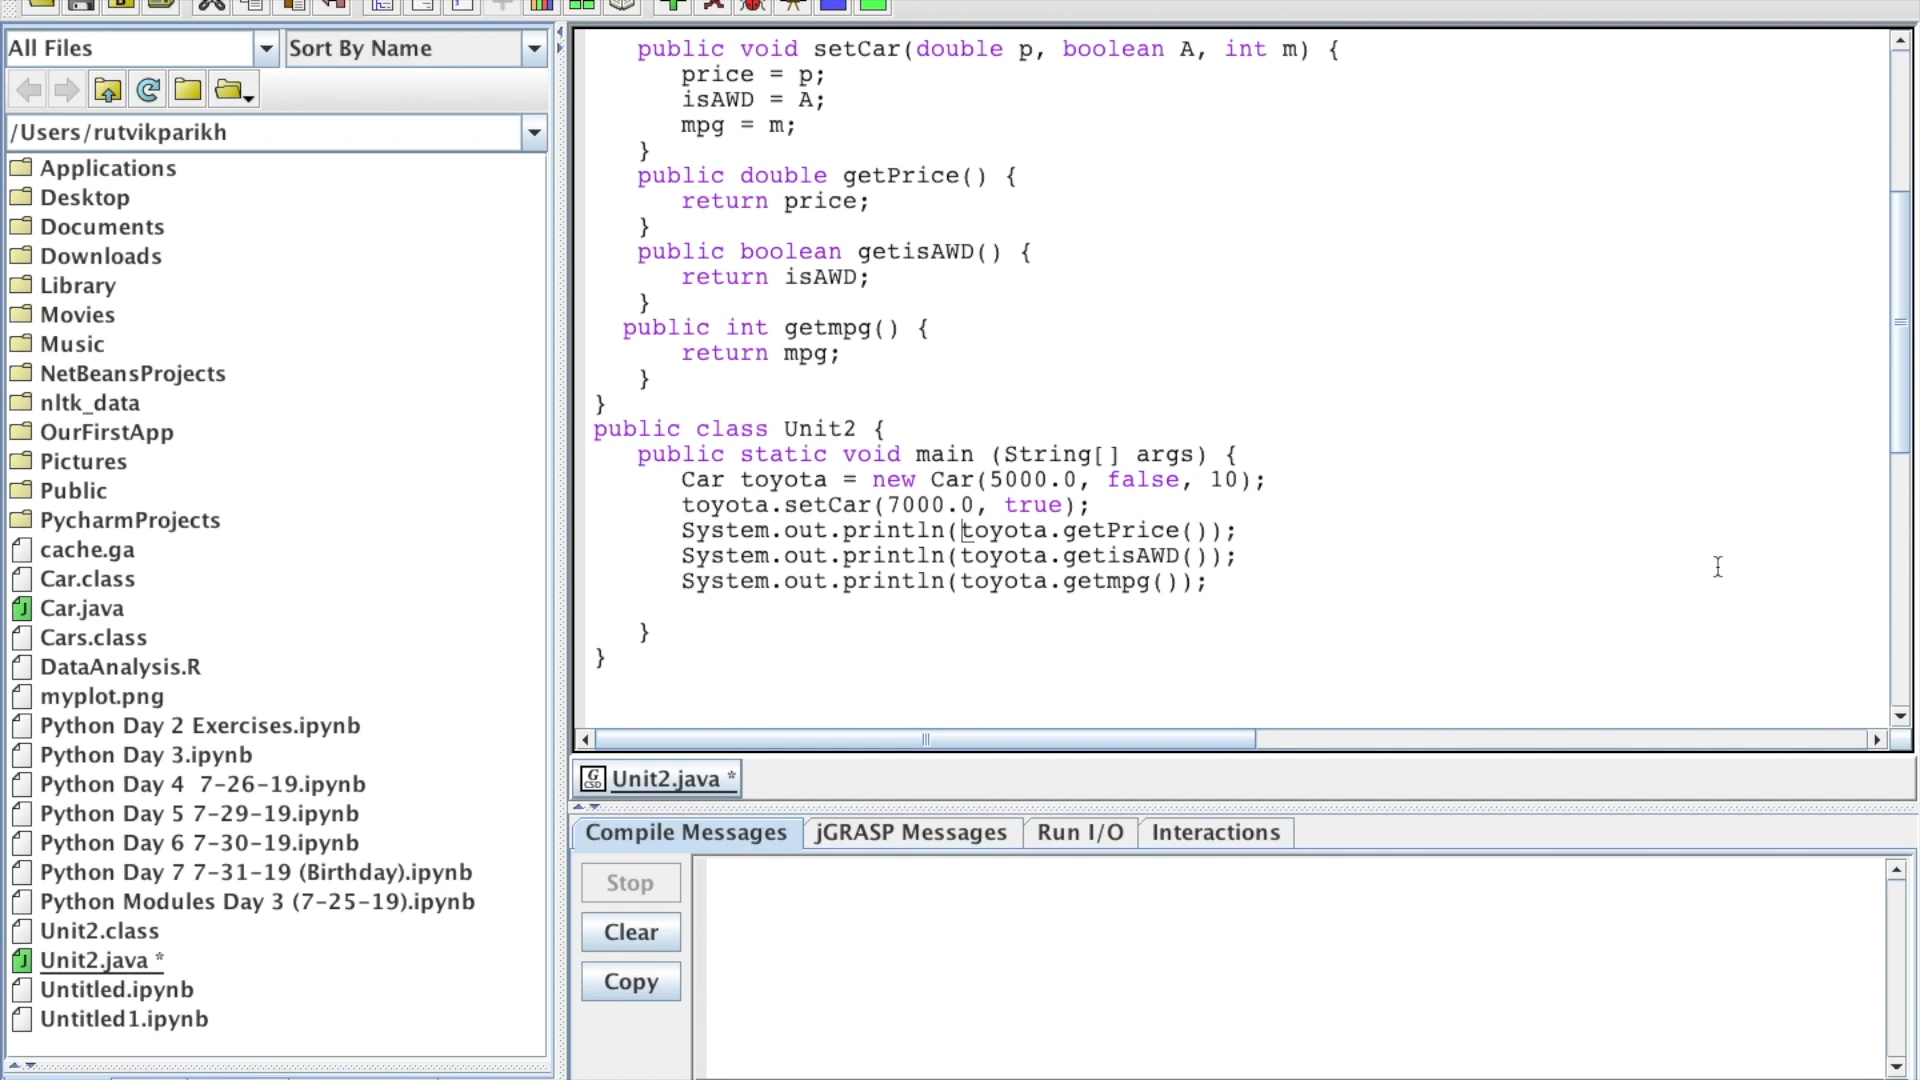 All Files
Sort By Name
/Users/rutvikparikh
Applications
Desktop
Documents
Downloads
Library
Movies
Music
NetBeansProjects
nltk_data
OurFirstApp
Pictures
Public
PycharmProjects
cache.ga
Car.class
Car.java
Cars.class
DataAnalysis.R
myplot.png
Python Day 2 Exercises.ipynb
Python Day 3.ipynb
Python Day 4  7-26-19.ipynb
Python Day 5 7-29-19.ipynb
Python Day 6 7-30-19.ipynb
Python Day 7 7-31-19 (Birthday).ipynb
Python Modules Day 3 (7-25-19).ipynb
Unit2.class
Unit2.java *
Untitled.ipynb
Untitled1.ipynb
public void setCar(double p, boolean A, int m) {
price = p;
isAWD = A;
mpg = m;
}
public double getPrice() {
return price;
}
public boolean getisAWD() {
return isAWD;
}
public int getmpg() {
return mpg;
}
}
public class Unit2 {
public static void main (String[] args) {
Car toyota = new Car(5000.0, false, 10);
toyota.setCar(7000.0, true);
System.out.println(toyota.getPrice());
System.out.println(toyota.getisAWD());
System.out.println(toyota.getmpg());
}
}
Unit2.java *
Compile Messages
jGRASP Messages
Run I/O
Interactions
Stop
Clear
Copy